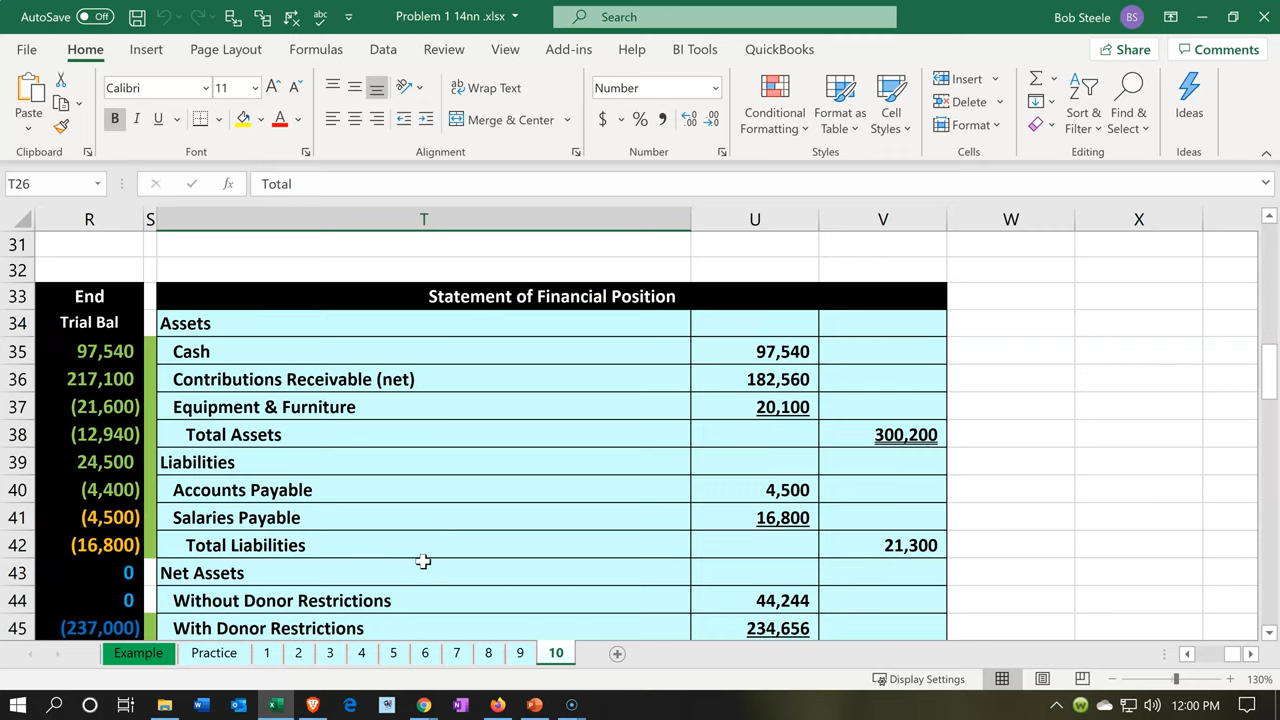 AutoSave Off Problem 1 14nn .xlsx Search Bob Steele BS
File Home Insert Page Layout Formulas Data Review View Add-ins Help BI Tools QuickBooks Share Comments
Paste Calibri 11 Wrap Text Number Conditional Formatting Format as Table Cell Styles Insert Sort & Filter Find & Select Ideas
B I U Merge & Center Delete
Format
Clipboard Font Alignment Number Styles Cells Editing Ideas
T26 fx Total
R S T U V W X
31
32
33 End Statement of Financial Position
34 Trial Bal Assets
35 97,540 Cash 97,540
36 217,100 Contributions Receivable (net) 182,560
37 (21,600) Equipment & Furniture 20,100
38 (12,940) Total Assets 300,200
39 24,500 Liabilities
40 (4,400) Accounts Payable 4,500
41 (4,500) Salaries Payable 16,800
42 (16,800) Total Liabilities 21,300
43 0 Net Assets
44 0 Without Donor Restrictions 44,244
45 (237,000) With Donor Restrictions 234,656
Example Practice 1 2 3 4 5 6 7 8 9 10
Display Settings 130%
12:00 PM